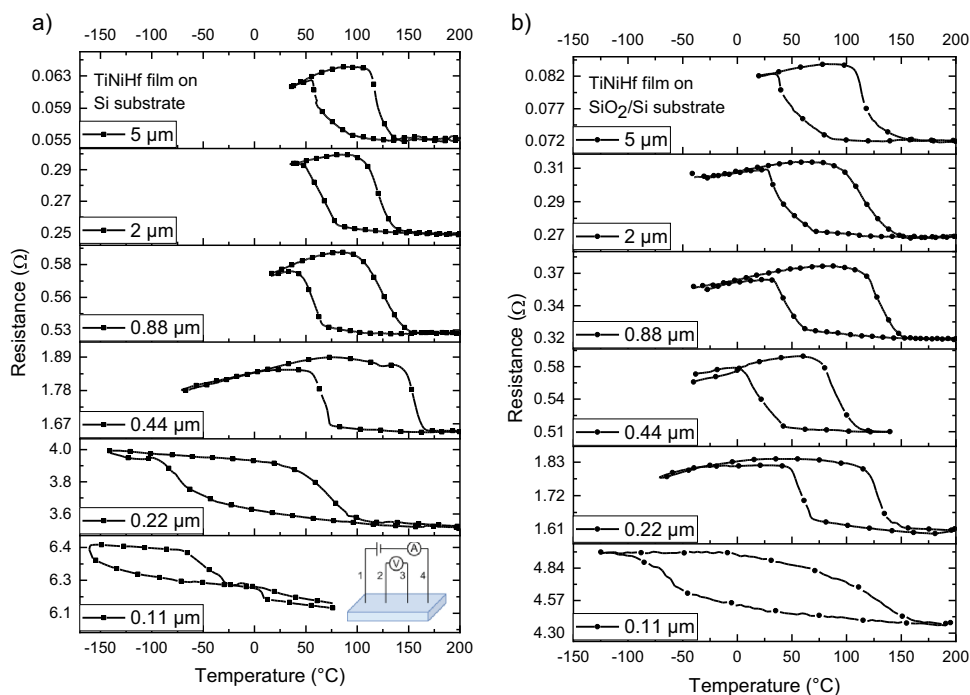 a)
-150 -100 -50 0 50 100 150 200
TiNiHf film on
Si substrate
0.063
0.059
0.055
5 µm
0.29
0.27
0.25
2 µm
0.58
0.56
0.53
0.88 µm
1.89
1.78
1.67
0.44 µm
4.0
3.8
3.6
0.22 µm
6.4
6.3
6.1
0.11 µm
A
V
1 2 3 4
-150 -100 -50 0 50 100 150 200
Temperature (°C)
Resistance (Ω)
b)
-100 -50 0 50 100 150 200
TiNiHf film on
SiO2/Si substrate
0.082
0.077
0.072
5 µm
0.31
0.29
0.27
2 µm
0.37
0.34
0.32
0.88 µm
0.58
0.54
0.51
0.44 µm
1.83
1.72
1.61
0.22 µm
4.84
4.57
4.30
0.11 µm
-100 -50 0 50 100 150 200
Temperature (°C)
Resistance (Ω)